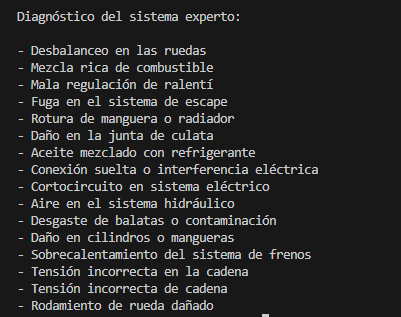 Diagnóstico del sistema experto:
- Desbalanceo en las ruedas
- Mezcla rica de combustible
- Mala regulación de ralentí
- Fuga en el sistema de escape
- Rotura de manguera o radiador
- Daño en la junta de culata
- Aceite mezclado con refrigerante
- Conexión suelta o interferencia eléctrica
- Cortocircuito en sistema eléctrico
- Aire en el sistema hidráulico
- Desgaste de balatas o contaminación
- Daño en cilindros o mangueras
- Sobrecalentamiento del sistema de frenos
- Tensión incorrecta en la cadena
- Tensión incorrecta de cadena
- Rodamiento de rueda dañado